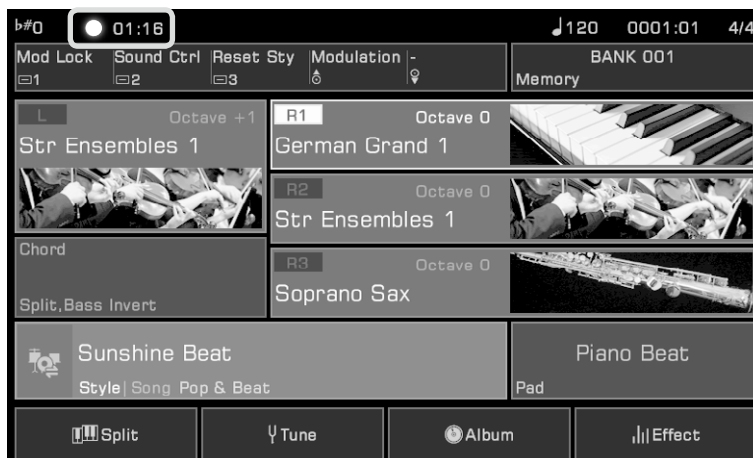 ♭#0 01:16 ♩120 0001:01 4/4
Mod Lock Sound Ctrl Reset Sty Modulation - BANK 001
1 2 3 Memory
L Octave +1 R1 Octave 0
Str Ensembles 1 German Grand 1
R2 Octave 0
Str Ensembles 1
Chord
R3 Octave 0
Soprano Sax
Split,Bass Invert
Sunshine Beat Piano Beat
Style|Song Pop & Beat Pad
Split Tune Album Effect